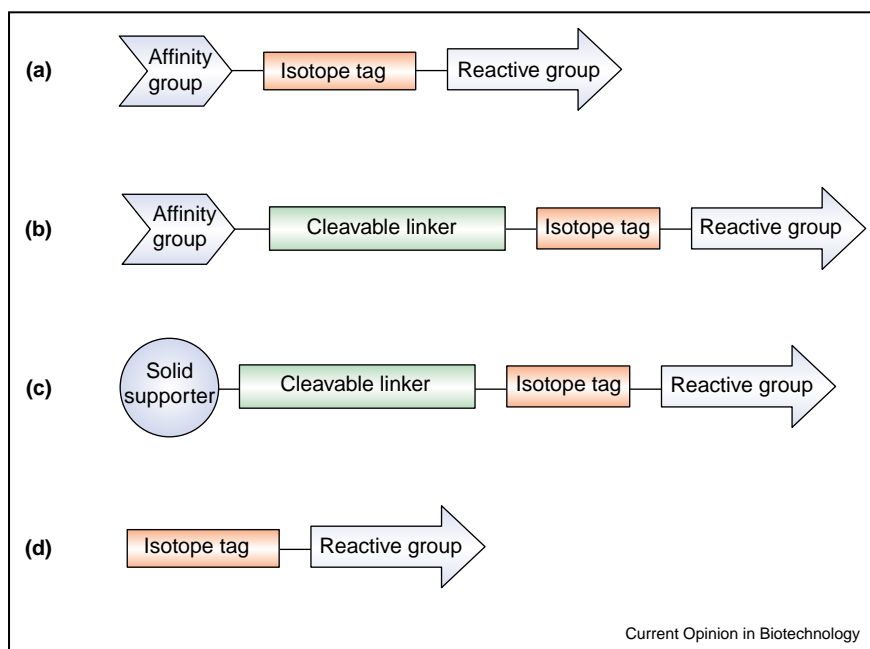 (a)
Affinity
group
Isotope tag
Reactive group
(b)
Affinity
group
Cleavable linker
Isotope tag
Reactive group
(c)
Solid
supporter
Cleavable linker
Isotope tag
Reactive group
(d)
Isotope tag
Reactive group
Current Opinion in Biotechnology